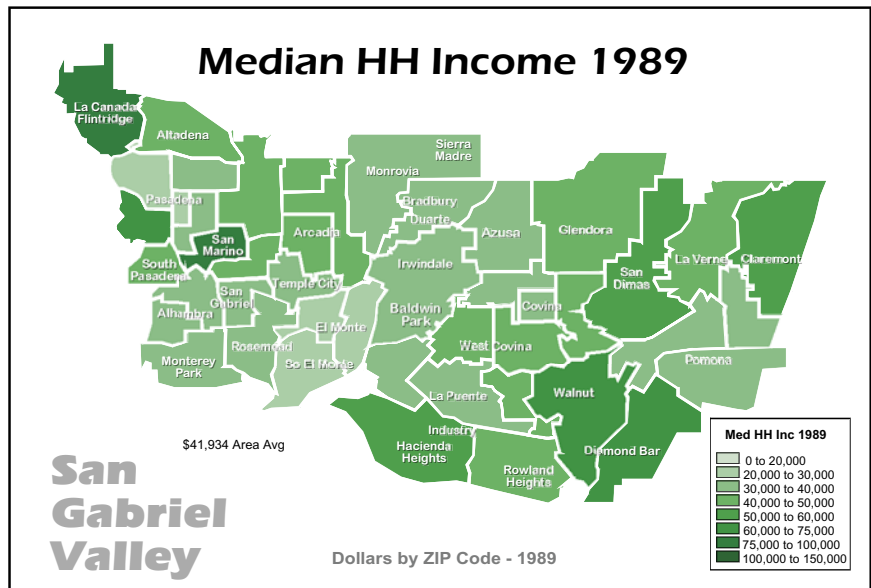 Median HH Income 1989
La Canada
Flintridge
Altadena
Sierra
Madre
Monrovia
Pasadena
Bradbury
Duarte
Azusa
Glendora
San
Marino
Arcadia
La Verne
Claremont
South
Pasadena
Irwindale
San
Dimas
Temple City
San
Gabriel
Alhambra
Baldwin
Park
Covina
El Monte
Rosemead
West Covina
Monterey
Park
So El Monte
Pomona
La Puente
Walnut
Industry
Hacienda
Heights
Diamond Bar
Rowland
Heights
$41,934 Area Avg
San
Gabriel
Valley
Dollars by ZIP Code - 1989
Med HH Inc 1989
0 to 20,000
20,000 to 30,000
30,000 to 40,000
40,000 to 50,000
50,000 to 60,000
60,000 to 75,000
75,000 to 100,000
100,000 to 150,000